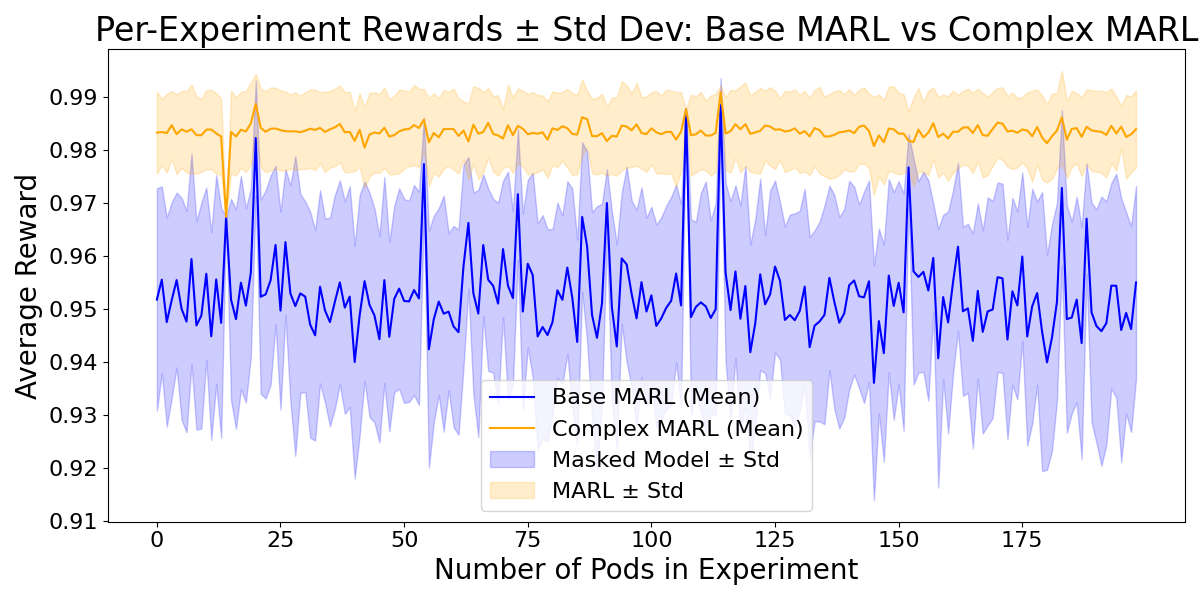 Per-Experiment Rewards ± Std Dev: Base MARL vs Complex MARL
Average Reward
0.99
0.98
0.97
0.96
0.95
0.94
0.93
0.92
0.91
Base MARL (Mean)
Complex MARL (Mean)
Masked Model ± Std
MARL ± Std
0 25 50 75 100 125 150 175
Number of Pods in Experiment